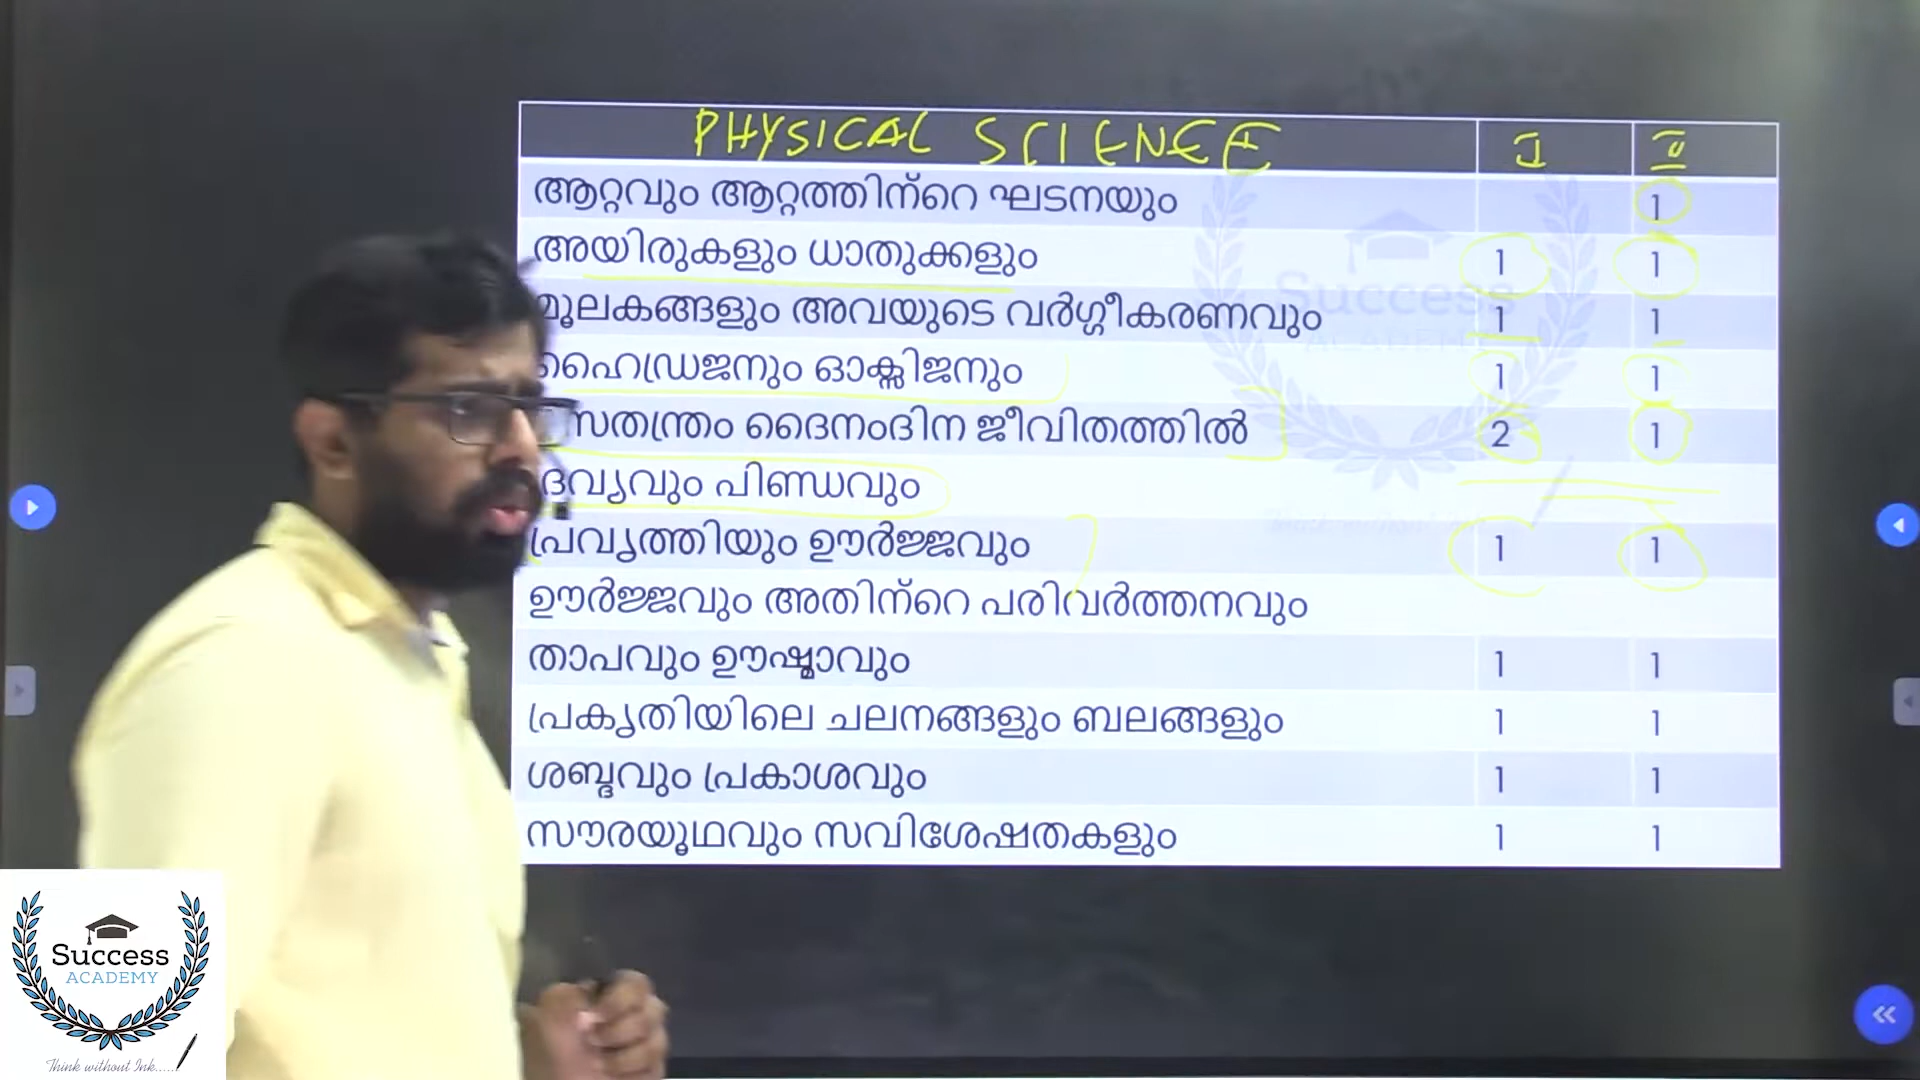 PHYSICAL SCIENCE I II
ആറ്റവും ആറ്റത്തിന്റെ ഘടനയും 1
അയിരുകളും ധാതുക്കളും 1 1
മൂലകങ്ങളും അവയുടെ വർഗ്ഗീകരണവും 1 1
ഹൈഡ്രജനും ഓക്സിജനും 1 1
ദൈനംദിന ജീവിതത്തിൽ 2 1
ദ്രവ്യവും പിണ്ഡവും
പ്രവൃത്തിയും ഊർജ്ജവും 1 1
ഊർജ്ജവും അതിന്റെ പരിവർത്തനവും
താപവും ഊഷ്മാവും 1 1
പ്രകൃതിയിലെ ചലനങ്ങളും ബലങ്ങളും 1 1
ശബ്ദവും പ്രകാശവും 1 1
സൗരയൂഥവും സവിശേഷതകളും 1 1
Success
ACADEMY
Success
ACADEMY
Think without Ink.....